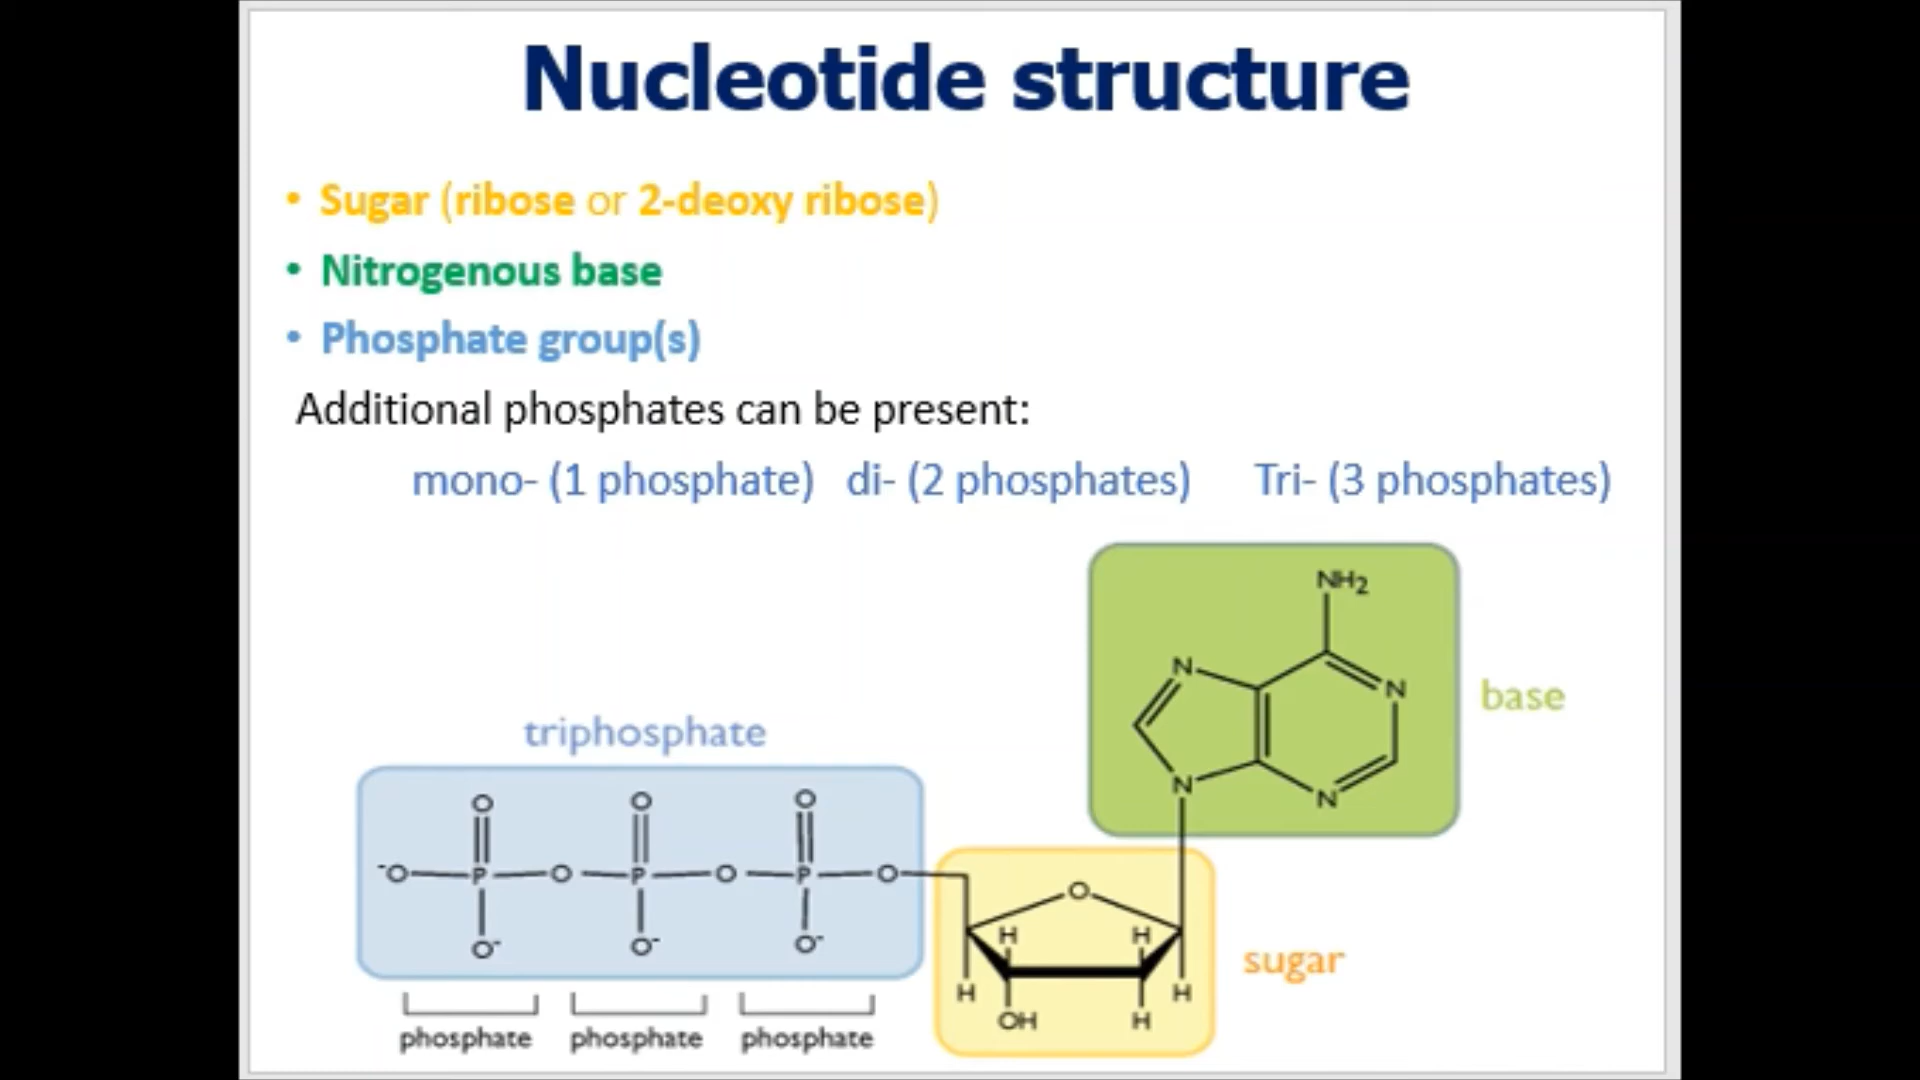 Nucleotide structure
• Sugar (ribose or 2-deoxy ribose)
• Nitrogenous base
• Phosphate group(s)
Additional phosphates can be present:
mono- (1 phosphate) di- (2 phosphates) Tri- (3 phosphates)
NH2
N
N
base
triphosphate
N
N
O O O
-O P O P O P O
O- O- O-
O
H H
sugar
H H
OH H
phosphate phosphate phosphate